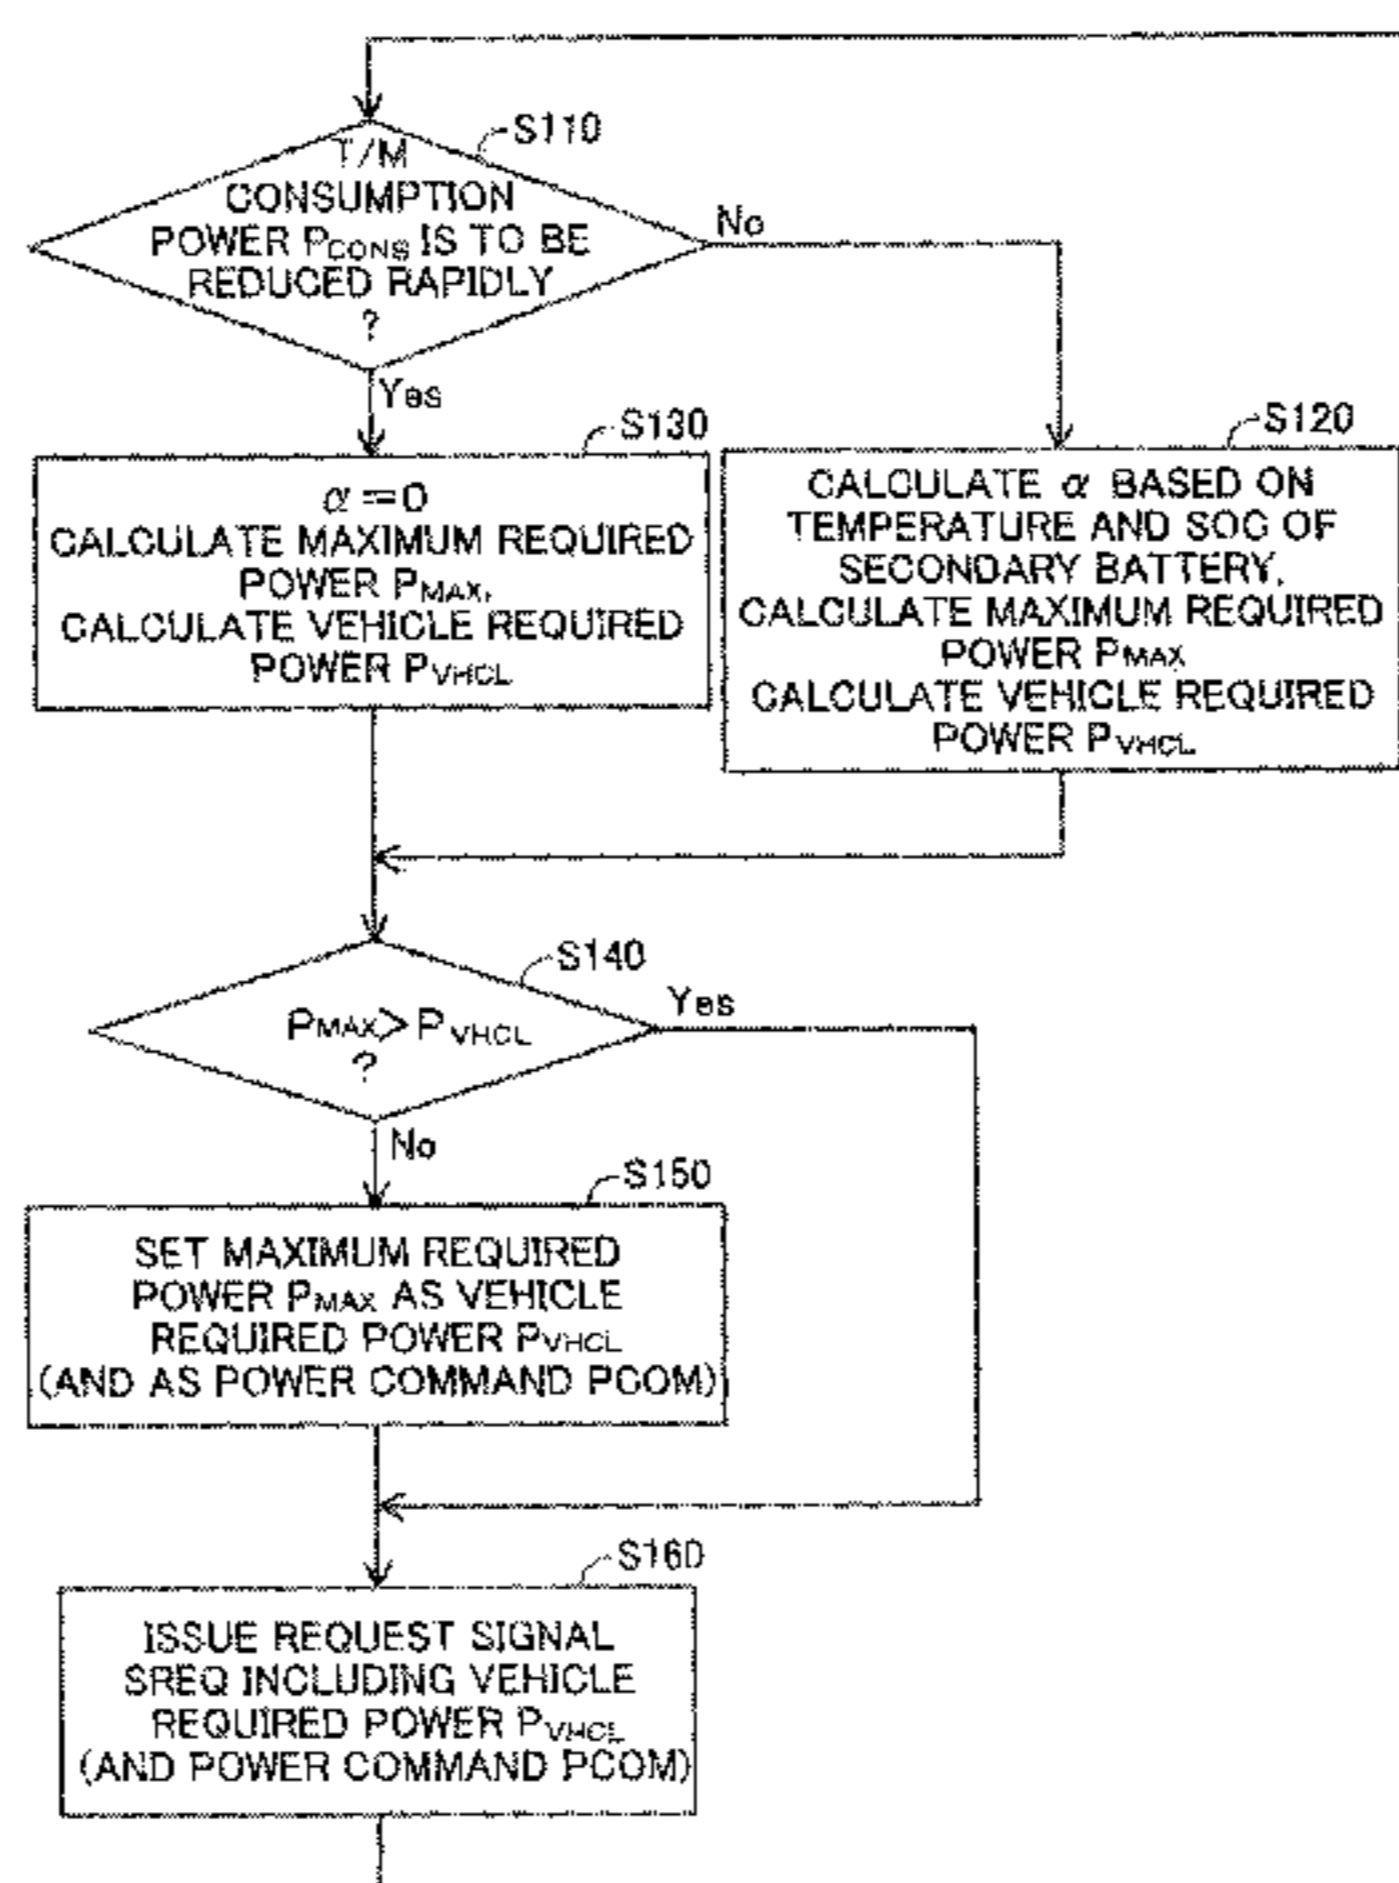 S110
T/M
CONSUMPTION
POWER PCONS IS TO BE
REDUCED RAPIDLY
?
No
Yes
S130
α=0
CALCULATE MAXIMUM REQUIRED
POWER PMAX,
CALCULATE VEHICLE REQUIRED
POWER PVHCL
S120
CALCULATE α BASED ON
TEMPERATURE AND SOC OF
SECONDARY BATTERY,
CALCULATE MAXIMUM REQUIRED
POWER PMAX
CALCULATE VEHICLE REQUIRED
POWER PVHCL
S140
PMAX> PVHCL
?
Yes
No
S150
SET MAXIMUM REQUIRED
POWER PMAX AS VEHICLE
REQUIRED POWER PVHCL
(AND AS POWER COMMAND PCOM)
S160
ISSUE REQUEST SIGNAL
SREQ INCLUDING VEHICLE
REQUIRED POWER PVHCL
(AND POWER COMMAND PCOM)